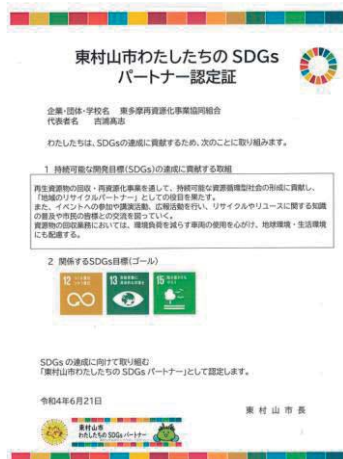 東村山市わたしたちの SDGs
パートナー認定証
企業・団体・学校名 東多摩再資源化事業協同組合
代表者名 吉浦高志
わたしたちは、SDGsの達成に貢献するため、次のことに取り組みます。
1 持続可能な開発目標(SDGs)の達成に貢献する取組
再生資源物の回収・再資源化事業を通して、持続可能な資源循環型社会の形成に貢献し、
「地域のリサイクルパートナー」としての役目を果たす。
また、イベントへの参加や講演活動、広報活動を行い、リサイクルやリユースに関する知識
の普及や市民の皆様との交流を図っていく。
資源物の回収業務においては、環境負荷を減らす車両の使用を心がけ、地球環境・生活環境
にも配慮する。
2 関係するSDGs目標(ゴール)
12
13
15
SDGs の達成に向けて取り組む
「東村山市わたしたちの SDGs パートナー」として認定します。
令和4年6月21日
東 村 山 市 長
東村山市
わたしたちの SDGs パートナー